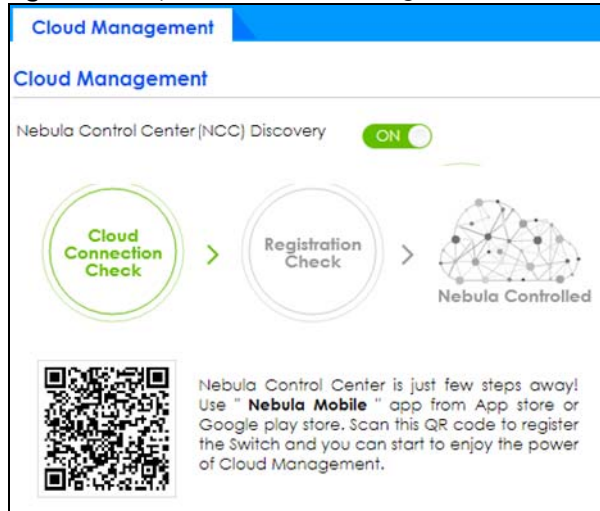 Cloud Management
Cloud Management
Nebula Control Center (NCC) Discovery
ON
Cloud
Connection
Check
>
Registration
Check
>
Nebula Controlled
Nebula Control Center is just few steps away!
Use " Nebula Mobile " app from App store or
Google play store. Scan this QR code to register
the Switch and you can start to enjoy the power
of Cloud Management.